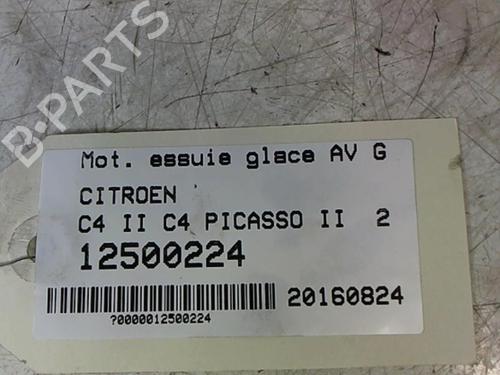 B-PARTS
Mot. essuie glace AV G
CITROEN
C4 II C4 PICASSO II 2
12500224
20160824
?0000012500224